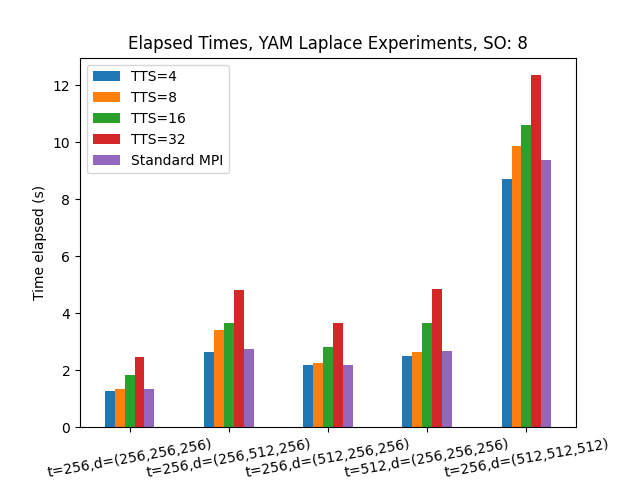 Elapsed Times, YAM Laplace Experiments, SO: 8
TTS=4
TTS=8
TTS=16
TTS=32
Standard MPI
Time elapsed (s)
12
10
8
6
4
2
0
t=256,d=(256,256,256)
t=256,d=(256,512,256)
t=256,d=(512,256,256)
t=512,d=(256,256,256)
t=256,d=(512,512,512)